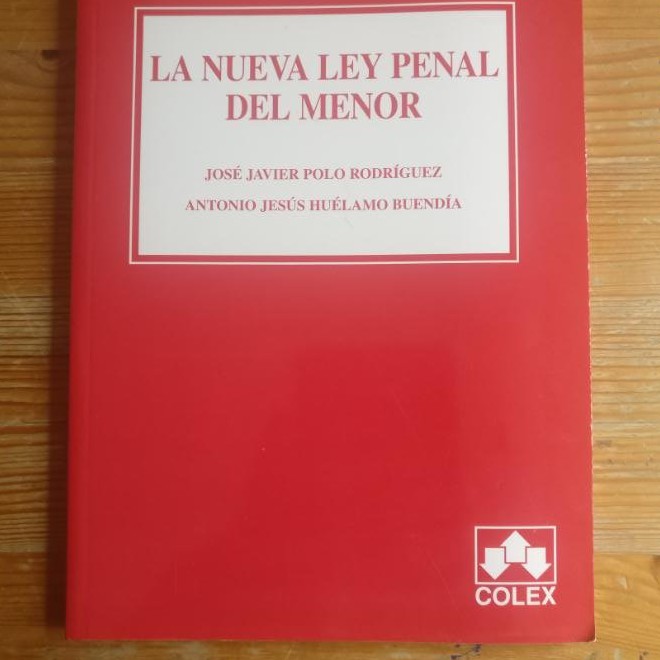 LA NUEVA LEY PENAL
DEL MENOR
JOSÉ JAVIER POLO RODRÍGUEZ
ANTONIO JESÚS HUÉLAMO BUENDÍA
COLEX